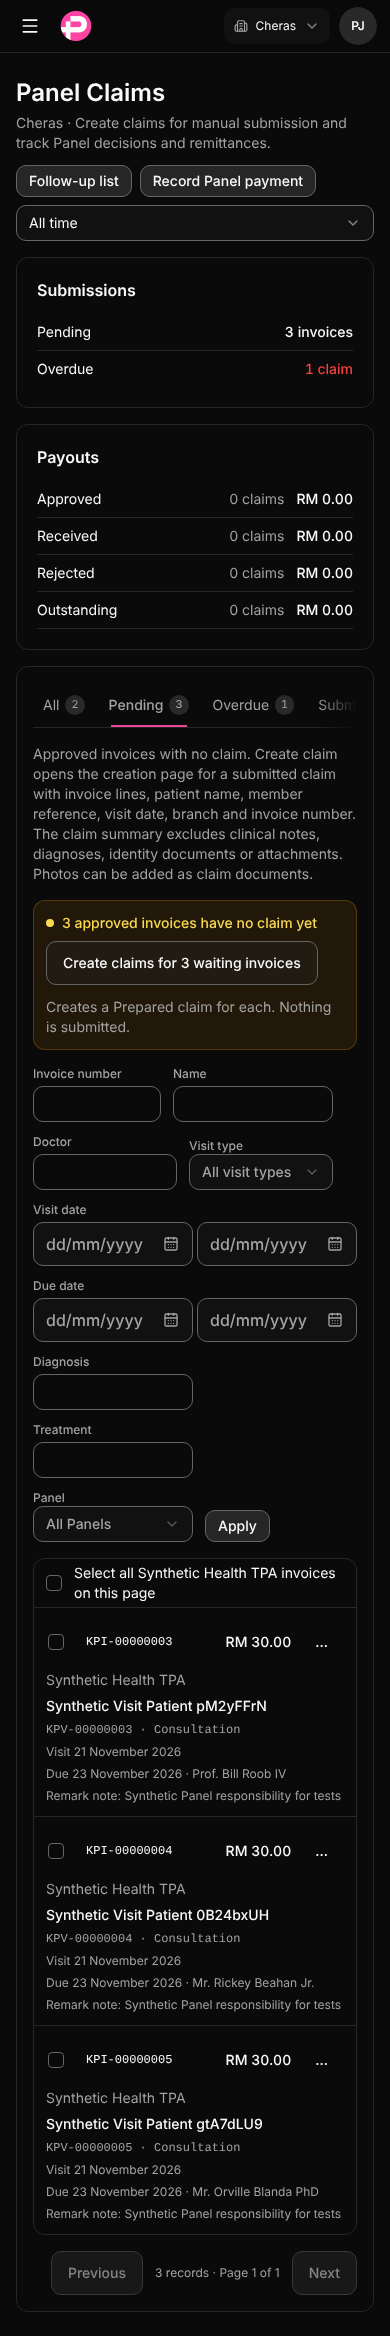 Cheras
PJ
Panel Claims
Cheras · Create claims for manual submission and
track Panel decisions and remittances.
Follow-up list
Record Panel payment
All time
Submissions
Pending 3 invoices
Overdue 1 claim
Payouts
Approved 0 claims RM 0.00
Received 0 claims RM 0.00
Rejected 0 claims RM 0.00
Outstanding 0 claims RM 0.00
All 2 Pending 3 Overdue 1 Subm
Approved invoices with no claim. Create claim
opens the creation page for a submitted claim
with invoice lines, patient name, member
reference, visit date, branch and invoice number.
The claim summary excludes clinical notes,
diagnoses, identity documents or attachments.
Photos can be added as claim documents.
3 approved invoices have no claim yet
Create claims for 3 waiting invoices
Creates a Prepared claim for each. Nothing
is submitted.
Invoice number Name
Doctor Visit type
All visit types
Visit date
dd/mm/yyyy dd/mm/yyyy
Due date
dd/mm/yyyy dd/mm/yyyy
Diagnosis
Treatment
Panel
All Panels Apply
Select all Synthetic Health TPA invoices
on this page
KPI-00000003 RM 30.00 ...
Synthetic Health TPA
Synthetic Visit Patient pM2yFFrN
KPV-00000003 · Consultation
Visit 21 November 2026
Due 23 November 2026 · Prof. Bill Roob IV
Remark note: Synthetic Panel responsibility for tests
KPI-00000004 RM 30.00 ...
Synthetic Health TPA
Synthetic Visit Patient 0B24bxUH
KPV-00000004 · Consultation
Visit 21 November 2026
Due 23 November 2026 · Mr. Rickey Beahan Jr.
Remark note: Synthetic Panel responsibility for tests
KPI-00000005 RM 30.00 ...
Synthetic Health TPA
Synthetic Visit Patient gtA7dLU9
KPV-00000005 · Consultation
Visit 21 November 2026
Due 23 November 2026 · Mr. Orville Blanda PhD
Remark note: Synthetic Panel responsibility for tests
Previous 3 records · Page 1 of 1 Next